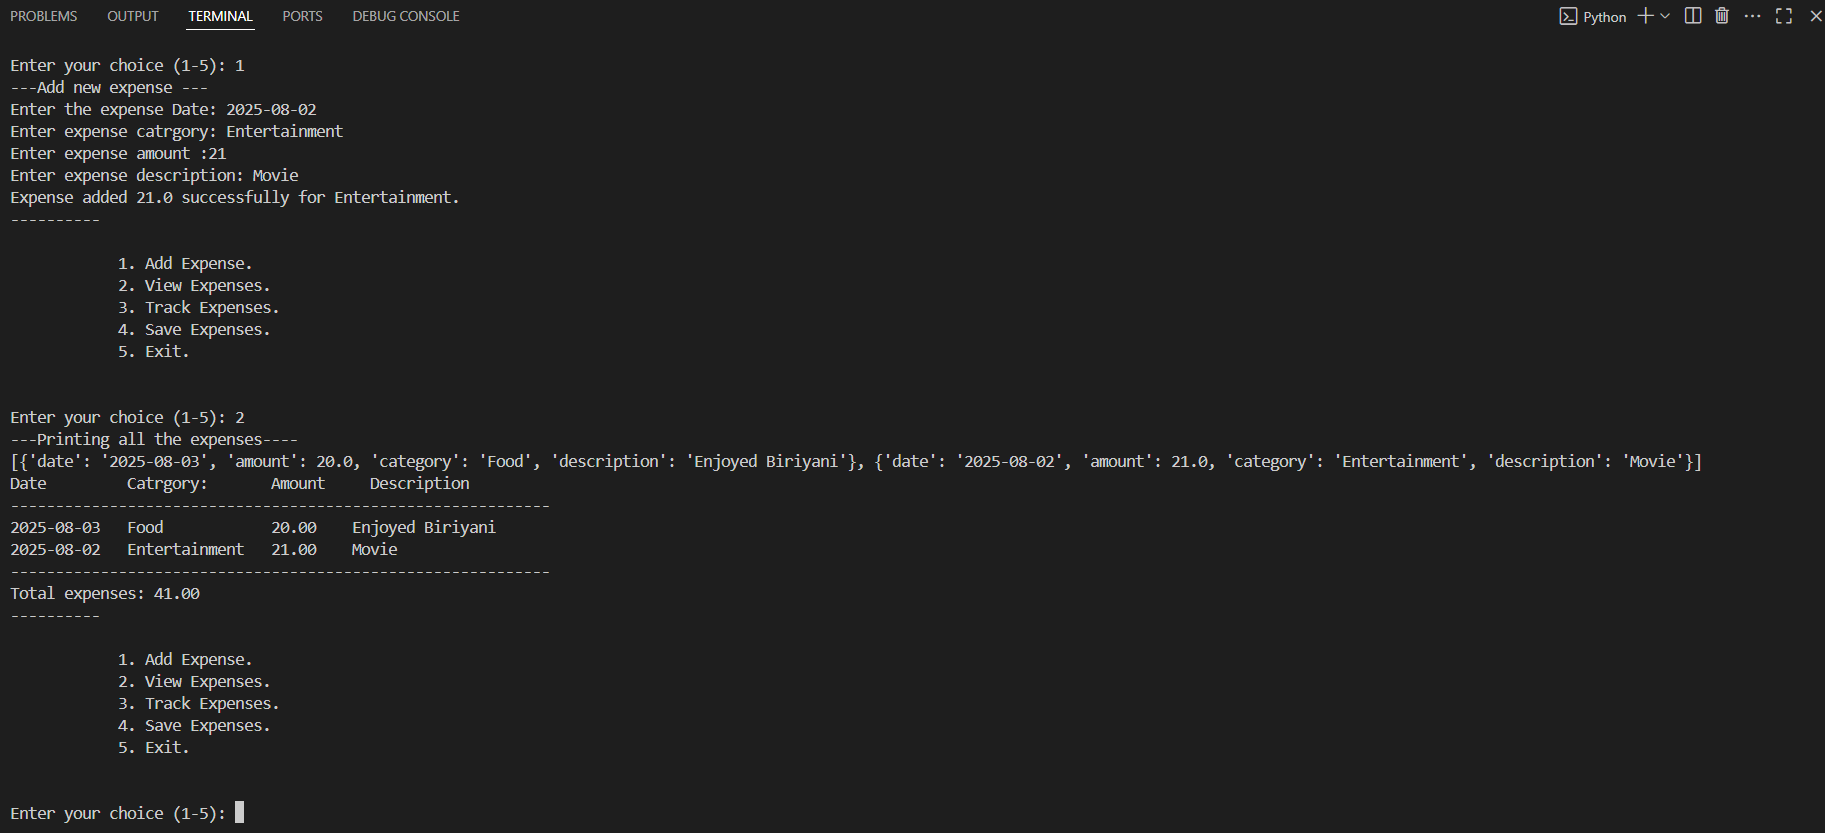 PROBLEMS OUTPUT TERMINAL PORTS DEBUG CONSOLE Python
Enter your choice (1-5): 1
---Add new expense ---
Enter the expense Date: 2025-08-02
Enter expense catrgory: Entertainment
Enter expense amount :21
Enter expense description: Movie
Expense added 21.0 successfully for Entertainment.
----------
1. Add Expense.
2. View Expenses.
3. Track Expenses.
4. Save Expenses.
5. Exit.
Enter your choice (1-5): 2
---Printing all the expenses----
[{'date': '2025-08-03', 'amount': 20.0, 'category': 'Food', 'description': 'Enjoyed Biriyani'}, {'date': '2025-08-02', 'amount': 21.0, 'category': 'Entertainment', 'description': 'Movie'}]
Date Catrgory: Amount Description
------------------------------------------------------------
2025-08-03 Food 20.00 Enjoyed Biriyani
2025-08-02 Entertainment 21.00 Movie
------------------------------------------------------------
Total expenses: 41.00
----------
1. Add Expense.
2. View Expenses.
3. Track Expenses.
4. Save Expenses.
5. Exit.
Enter your choice (1-5):